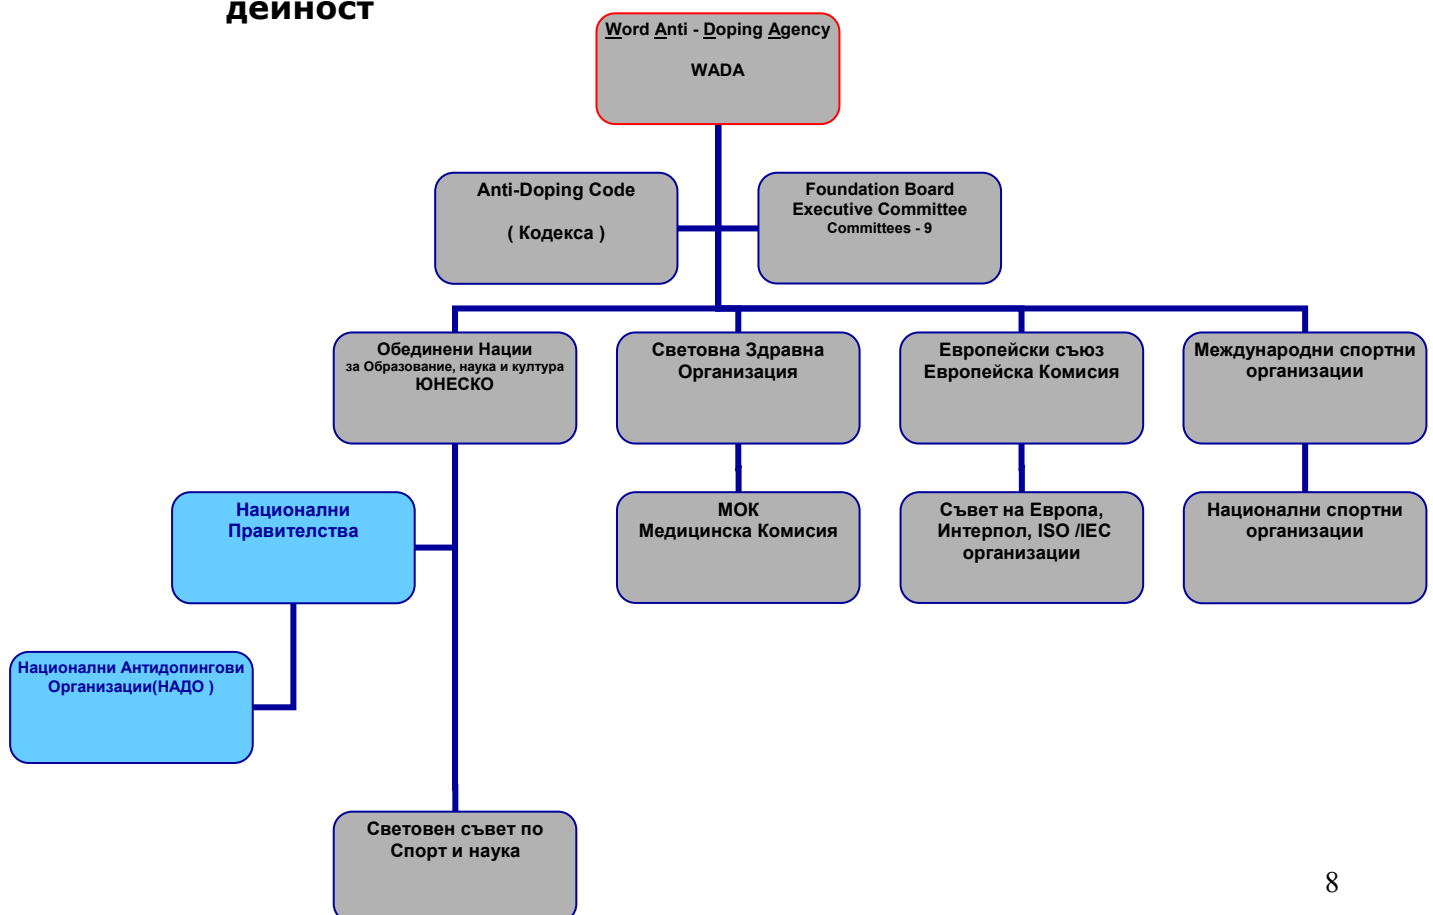 дейност
Word Anti - Doping Agency
WADA
Anti-Doping Code
( Кодекса )
Foundation Board
Executive Committee
Committees - 9
Обединени Нации
за Образование, наука и култура
ЮНЕСКО
Световна Здравна
Организация
Европейски съюз
Европейска Комисия
Международни спортни
организации
Национални
Правителства
МОК
Медицинска Комисия
Съвет на Европа,
Интерпол, ISO /IEC
организации
Национални спортни
организации
Национални Антидопингови
Организации(НАДО )
Световен съвет по
Спорт и наука
8